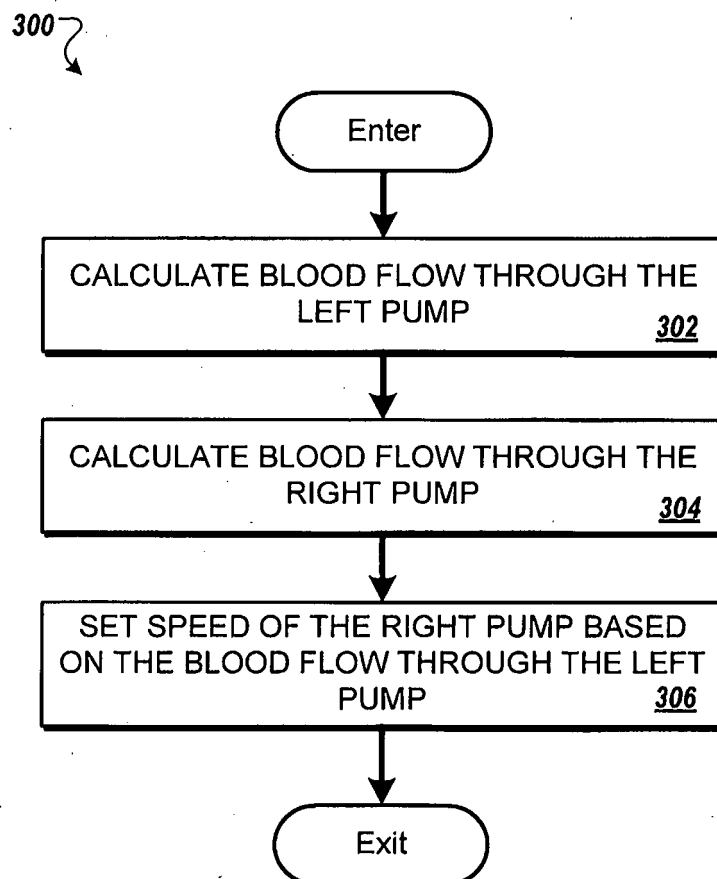 300
Enter
CALCULATE BLOOD FLOW THROUGH THE
LEFT PUMP
302
CALCULATE BLOOD FLOW THROUGH THE
RIGHT PUMP
304
SET SPEED OF THE RIGHT PUMP BASED
ON THE BLOOD FLOW THROUGH THE LEFT
PUMP
306
Exit